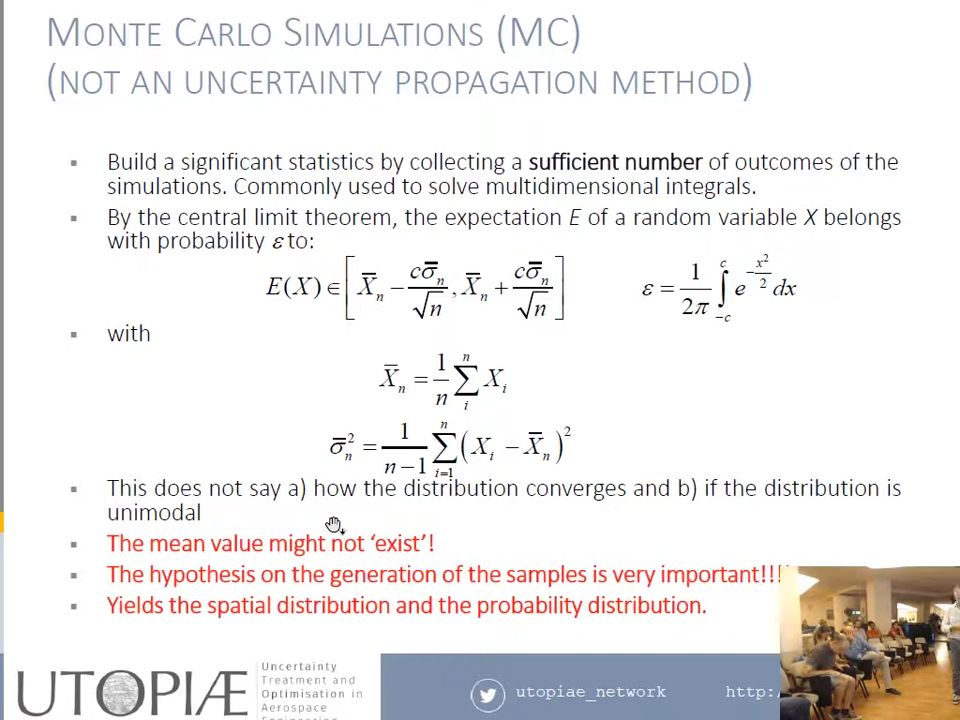 MONTE CARLO SIMULATIONS (MC)
(NOT AN UNCERTAINTY PROPAGATION METHOD)
▪ Build a significant statistics by collecting a sufficient number of outcomes of the
simulations. Commonly used to solve multidimensional integrals.
▪ By the central limit theorem, the expectation E of a random variable X belongs
with probability ε to:
E(X) ∈ [X̄ₙ − cσ̄ₙ/√n, X̄ₙ + cσ̄ₙ/√n]   ε = 1/2π ∫_{-c}^{c} e^{−x²/2} dx
▪ with
X̄ₙ = 1/n ∑_{i}^{n} Xᵢ
σ̄ₙ² = 1/(n−1) ∑_{i=1}^{n} (Xᵢ − X̄ₙ)²
▪ This does not say a) how the distribution converges and b) if the distribution is
unimodal
▪ The mean value might not ‘exist’!
▪ The hypothesis on the generation of the samples is very important!!!!
▪ Yields the spatial distribution and the probability distribution.
UTOPIÆ
Uncertainty
Treatment and
Optimisation in
Aerospace
Engineering
utopiae_network
http: